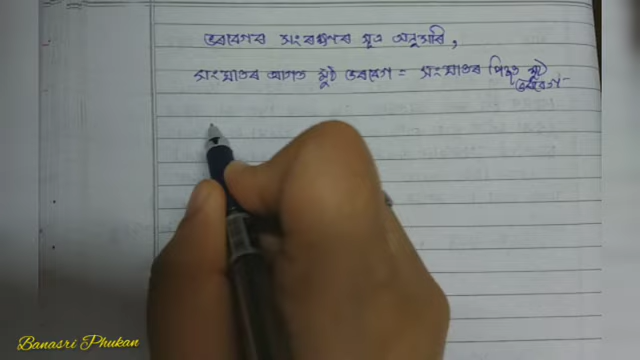 ভৰবেগৰ সংৰক্ষণৰ সূত্ৰ অনুসৰি,
সংঘাতৰ আগত মুঠ ভৰবেগ = সংঘাতৰ পিছত মুঠ
ভৰবেগ
Banasri Phukan